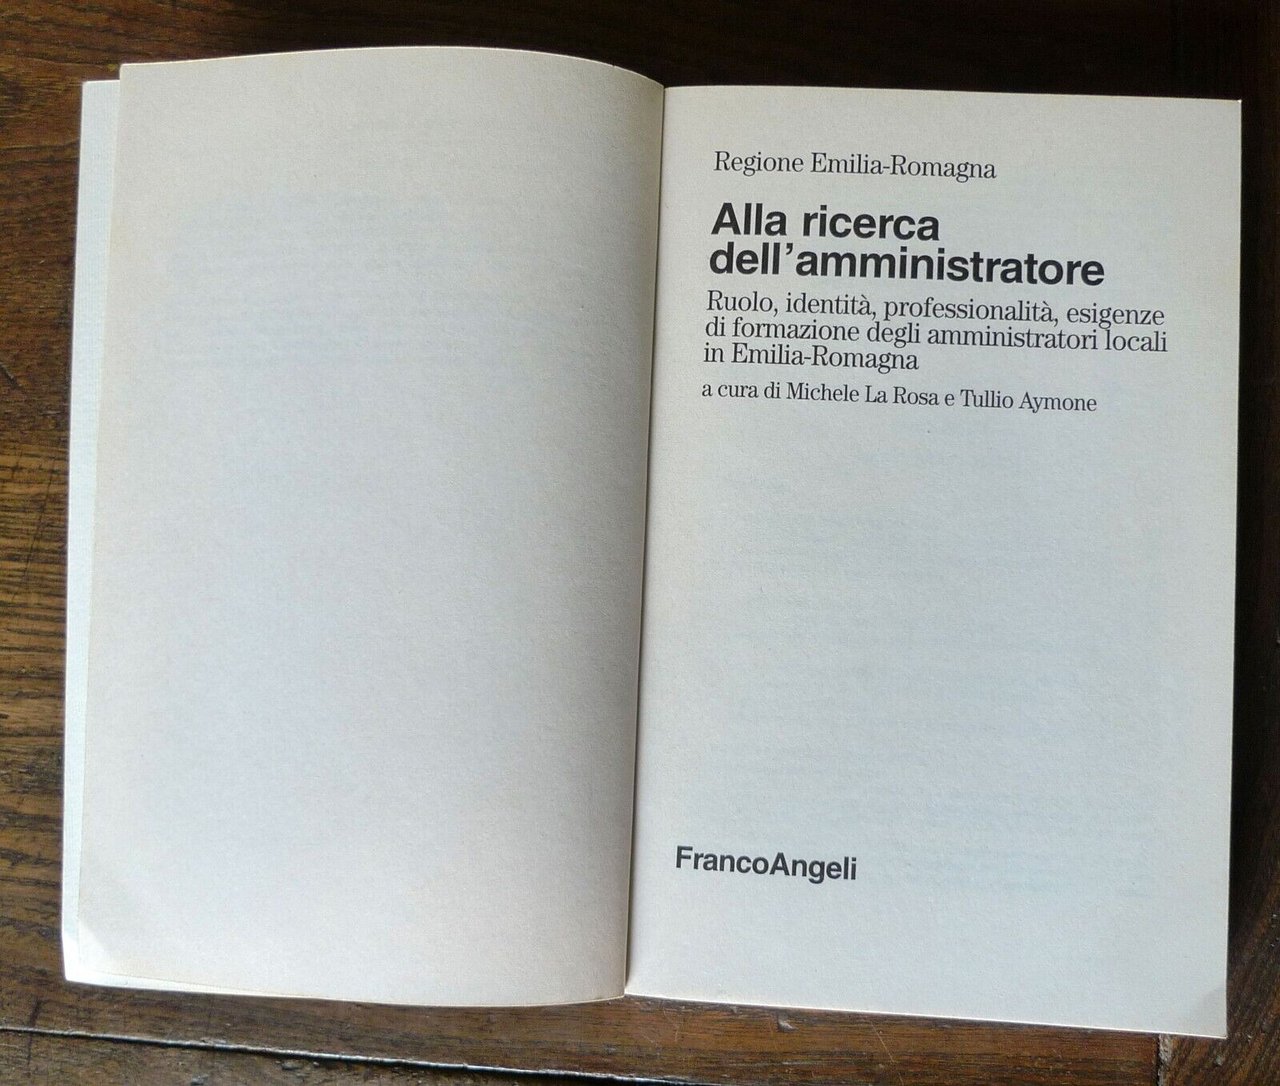 Regione Emilia-Romagna
Alla ricerca
dell'amministratore
Ruolo, identità, professionalità, esigenze
di formazione degli amministratori locali
in Emilia-Romagna
a cura di Michele La Rosa e Tullio Aymone
FrancoAngeli